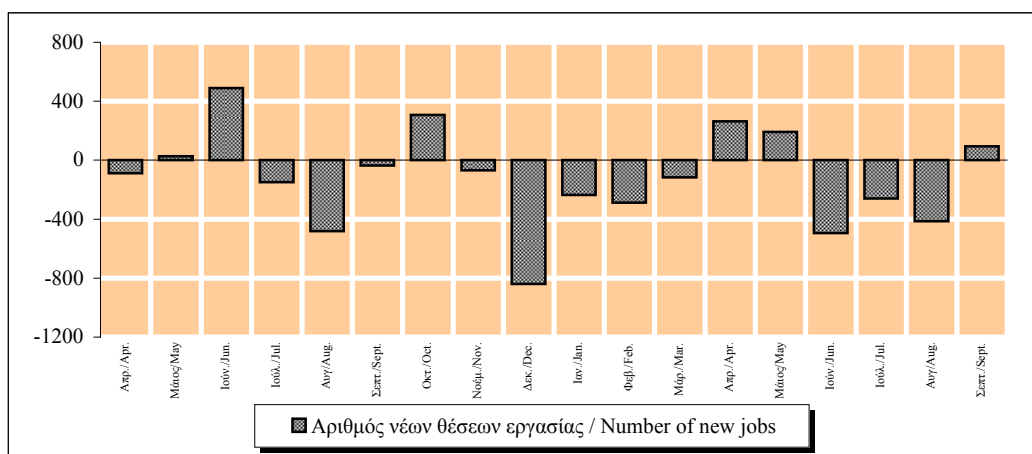 800
400
0
-400
-800
-1200
Απρ./Apr.
Μάιος/May
Ιούν./Jun.
Ιούλ./Jul.
Αυγ/Aug.
Σεπτ./Sept.
Οκτ./Oct.
Νοέμ./Nov.
Δεκ./Dec.
Ιαν./Jan.
Φεβ./Feb.
Μάρ./Mar.
Απρ./Apr.
Μάιος/May
Ιούν./Jun.
Ιούλ./Jul.
Αυγ/Aug.
Σεπτ./Sept.
Αριθμός νέων θέσεων εργασίας / Number of new jobs